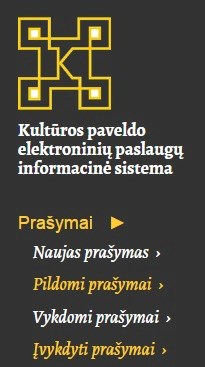 Kultūros paveldo
elektroninių paslaugų
informacinė sistema
Prašymai ▶
Naujas prašymas ›
Pildomi prašymai ›
Vykdomi prašymai ›
Įvykdyti prašymai ›